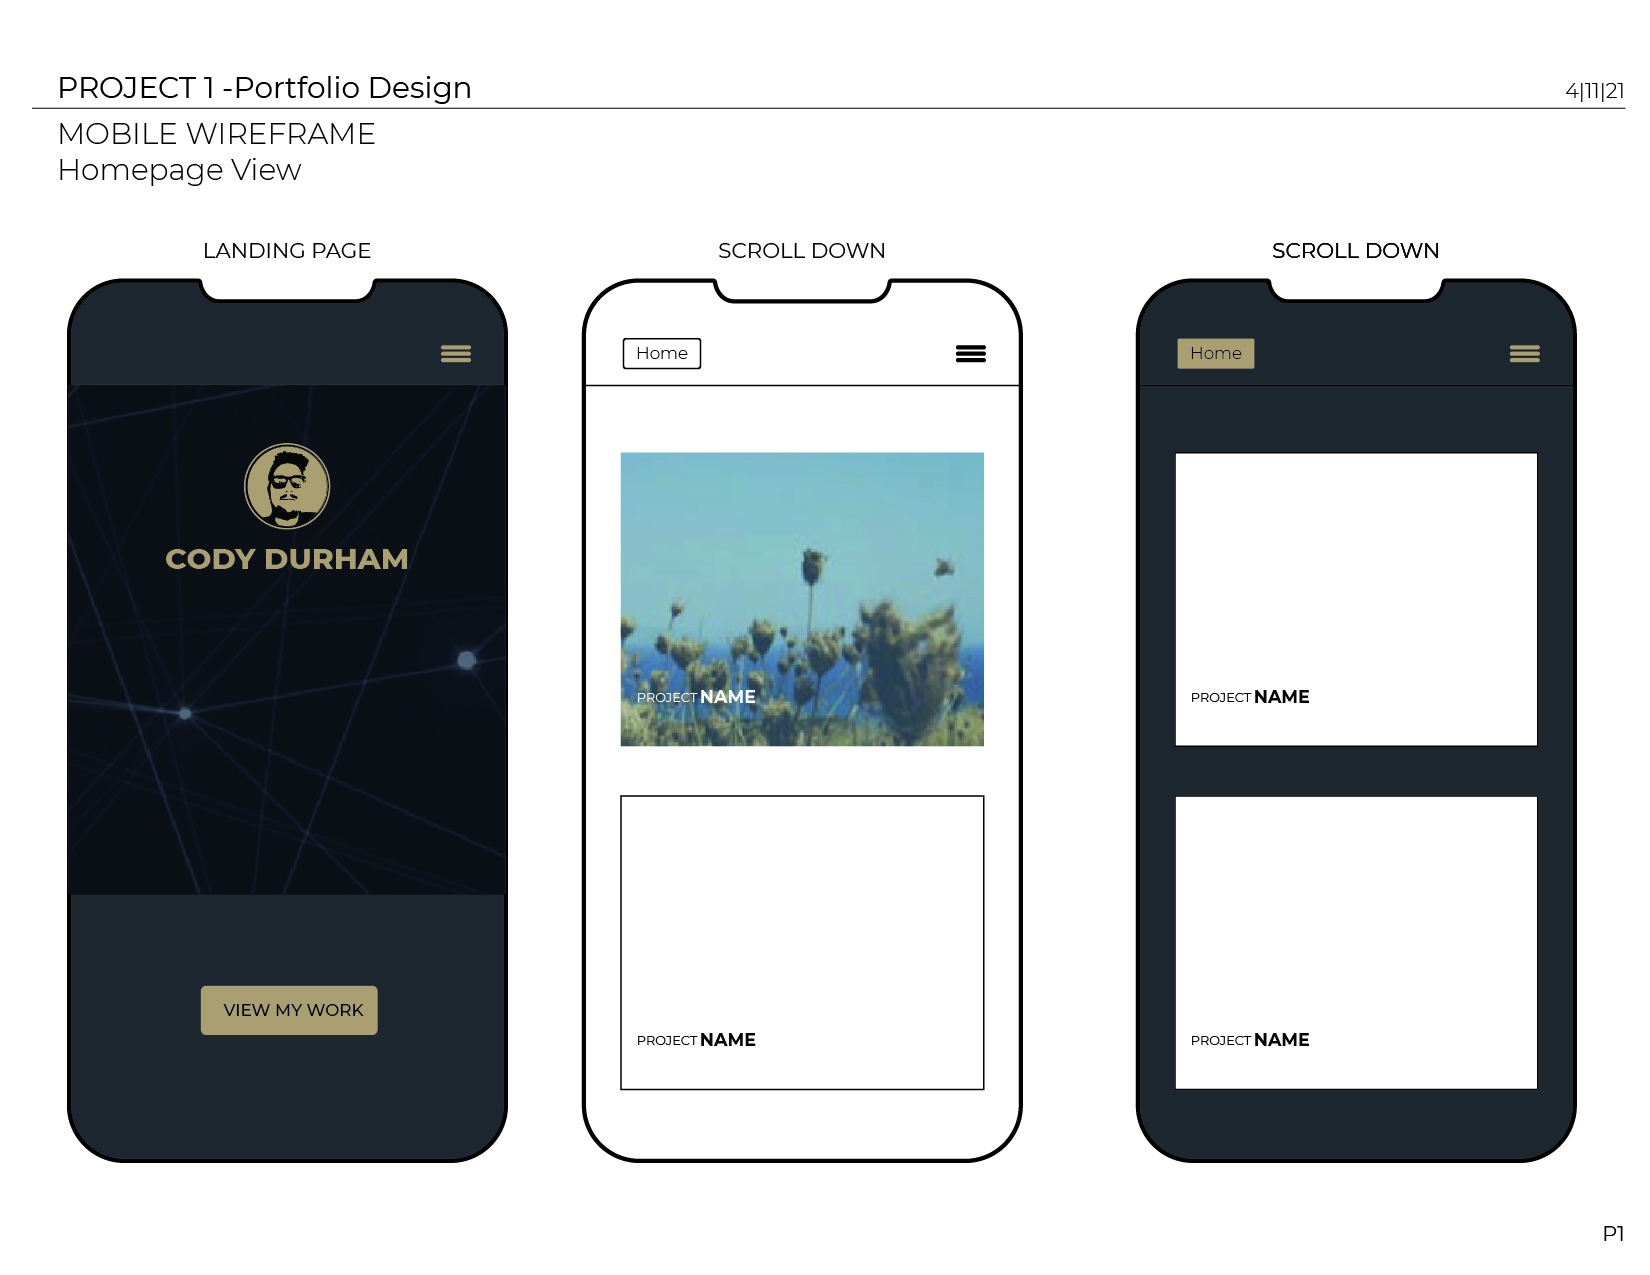 PROJECT 1 -Portfolio Design
4|11|21
MOBILE WIREFRAME
Homepage View
LANDING PAGE
CODY DURHAM
VIEW MY WORK
SCROLL DOWN
Home
PROJECT NAME
PROJECT NAME
SCROLL DOWN
Home
PROJECT NAME
PROJECT NAME
P1